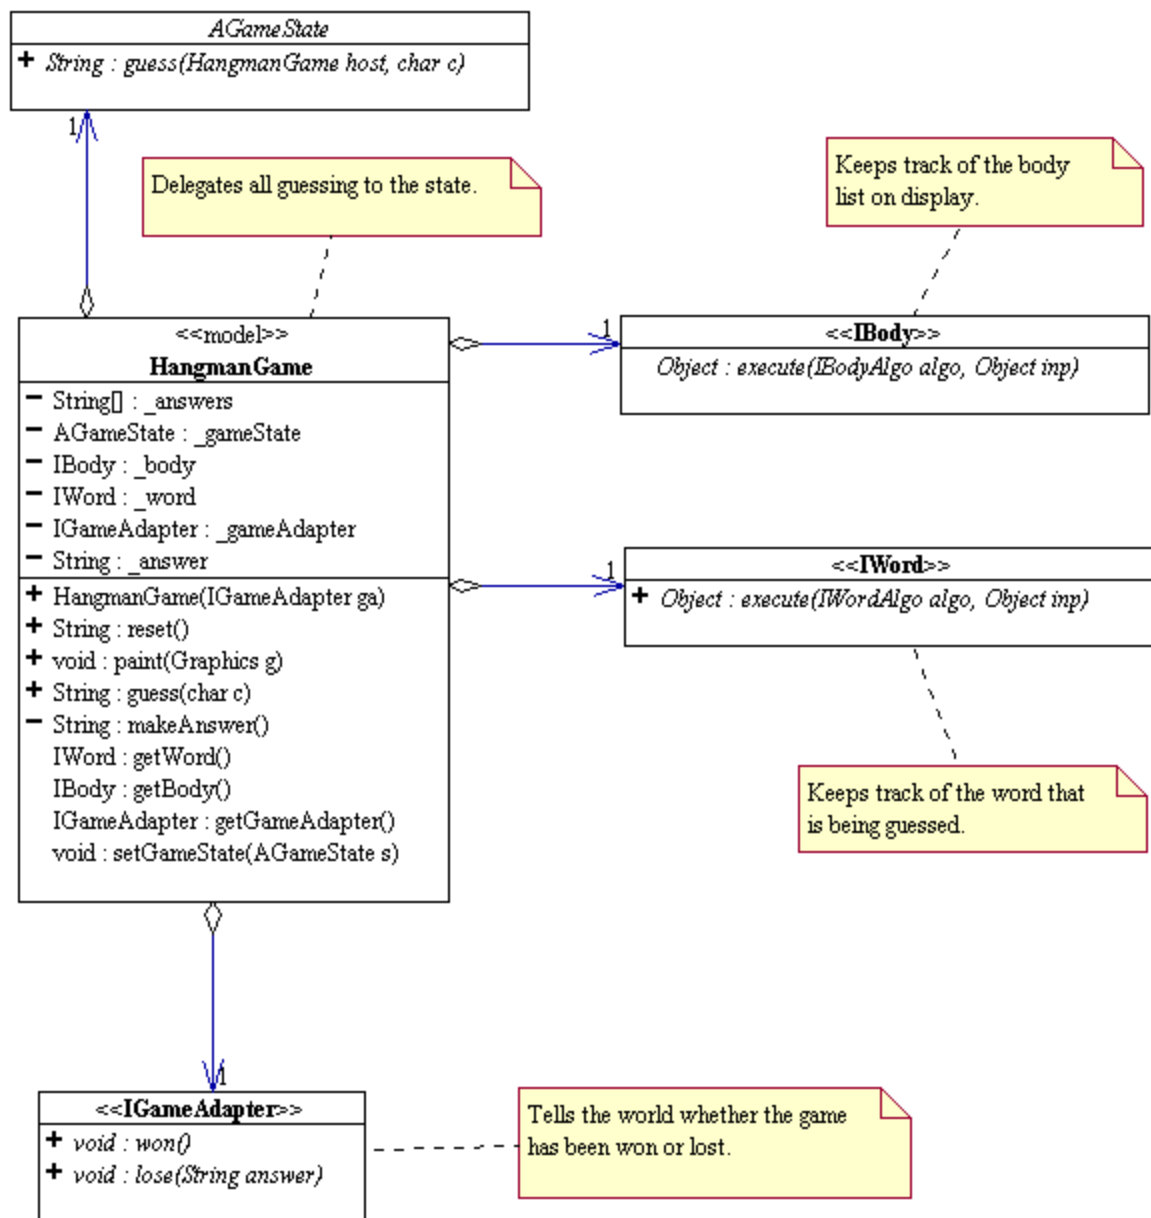 AGameState
+ String : guess(HangmanGame host, char c)
1
Delegates all guessing to the state.
Keeps track of the body
list on display.
<<model>>
HangmanGame
- String[] : _answers
- AGameState : _gameState
- IBody : _body
- IWord : _word
- IGameAdapter : _gameAdapter
- String : _answer
+ HangmanGame(IGameAdapter ga)
+ String : reset()
+ void : paint(Graphics g)
+ String : guess(char c)
- String : makeAnswer()
IWord : getWord()
IBody : getBody()
IGameAdapter : getGameAdapter()
void : setGameState(AGameState s)
1
<<IBody>>
Object : execute(IBodyAlgo algo, Object inp)
1
<<IWord>>
+ Object : execute(IWordAlgo algo, Object inp)
Keeps track of the word that
is being guessed.
1
<<IGameAdapter>>
+ void : won()
+ void : lose(String answer)
Tells the world whether the game
has been won or lost.